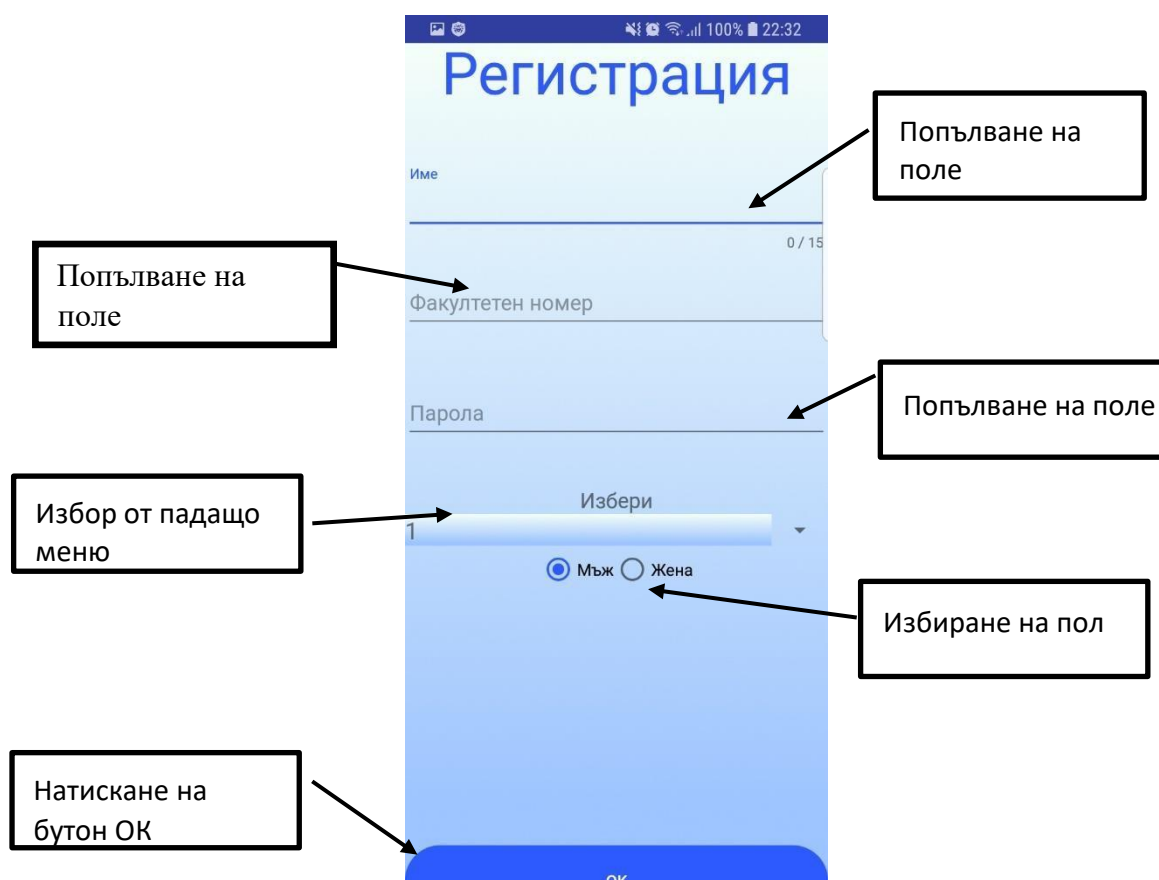 100% 22:32
Регистрация
Попълване на
поле
Име
0 / 15
Попълване на
поле
Факултетен номер
Парола
Попълване на поле
Избор от падащо
меню
Избери
1
Мъж Жена
Избиране на пол
Натискане на
бутон ОК
ОК